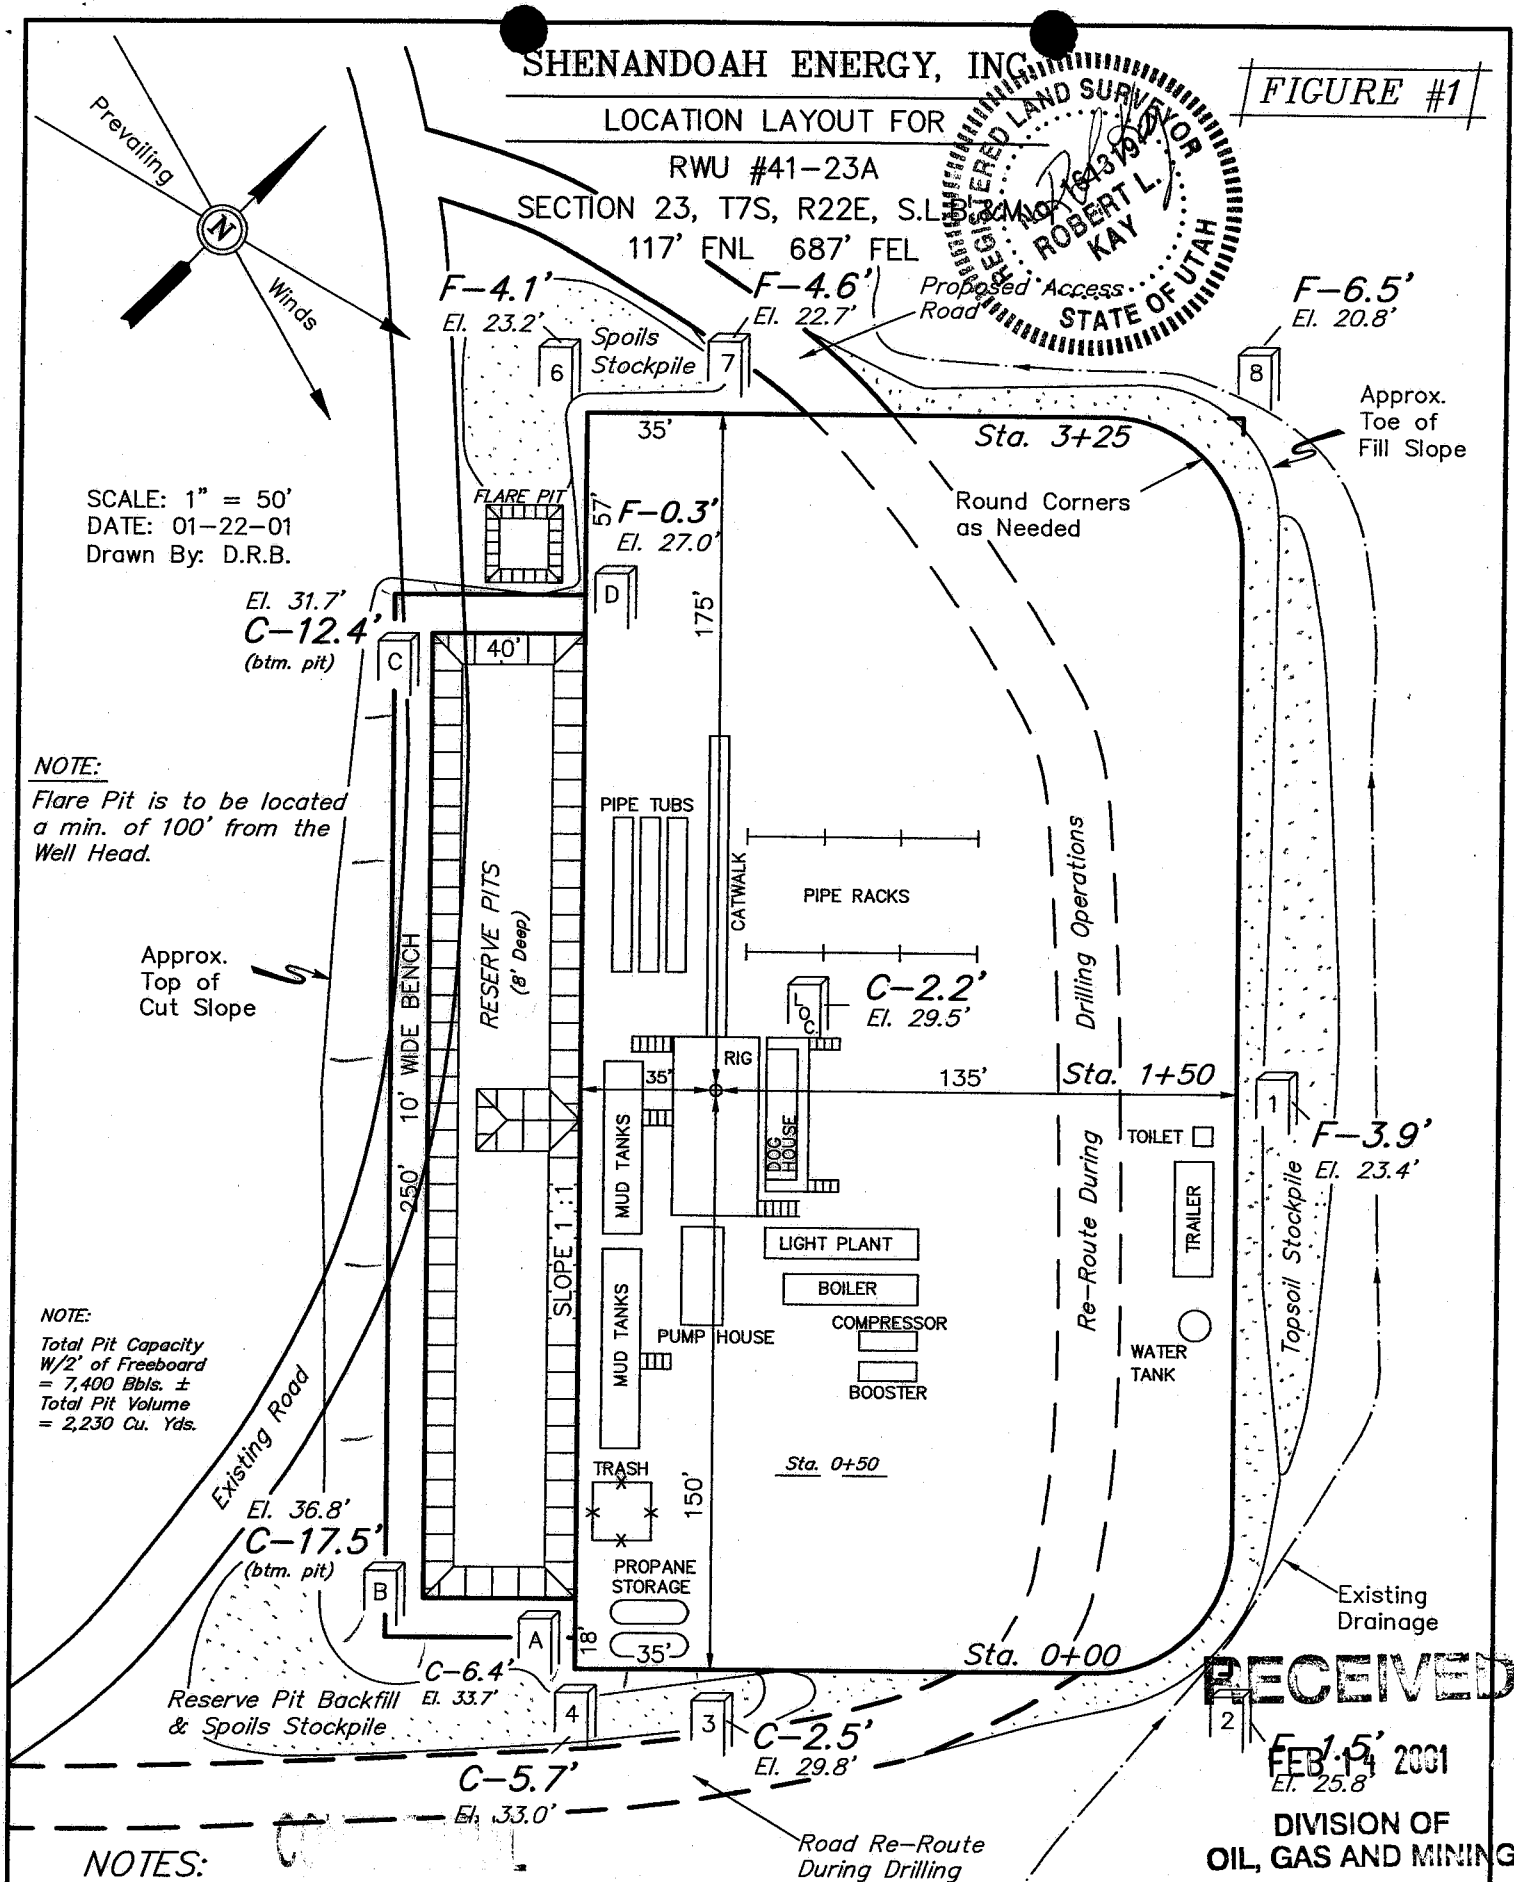 SHENANDOAH ENERGY, INC.
LOCATION LAYOUT FOR
RWU #41-23A
SECTION 23, T7S, R22E, S.L.B.&M.
117' FNL 687' FEL
FIGURE #1
REGISTERED LAND SURVEYOR
No. 161319
ROBERT L.
KAY
STATE OF UTAH
Prevailing
N
Winds
F-4.1'
El. 23.2'
6
Spoils
Stockpile
F-4.6'
El. 22.7'
7
Proposed Access
Road
F-6.5'
El. 20.8'
8
Approx.
Toe of
Fill Slope
35'
Sta. 3+25
Round Corners
as Needed
SCALE: 1" = 50'
DATE: 01-22-01
Drawn By: D.R.B.
FLARE PIT
57'
F-0.3'
El. 27.0'
D
175'
El. 31.7'
C-12.4'
(btm. pit)
C
40'
NOTE:
Flare Pit is to be located
a min. of 100' from the
Well Head.
PIPE TUBS
CATWALK
PIPE RACKS
Drilling Operations
RESERVE PITS
(8' Deep)
Approx.
Top of
Cut Slope
10' WIDE BENCH
C-2.2'
El. 29.5'
LOC.
RIG
35'
135'
Sta. 1+50
1
F-3.9'
El. 23.4'
TOILET
TRAILER
DOG
HOUSE
MUD TANKS
250'
SLOPE 1 :1
Re-Route During
Topsoil Stockpile
LIGHT PLANT
BOILER
COMPRESSOR
BOOSTER
PUMP HOUSE
MUD TANKS
WATER
TANK
NOTE:
Total Pit Capacity
W/2' of Freeboard
= 7,400 Bbls. ±
Total Pit Volume
= 2,230 Cu. Yds.
Existing Road
Sta. 0+50
TRASH
150'
El. 36.8'
C-17.5'
(btm. pit)
B
PROPANE
STORAGE
A
18'
35'
Sta. 0+00
Existing
Drainage
C-6.4'
El. 33.7'
Reserve Pit Backfill
& Spoils Stockpile
4
3
C-2.5'
El. 29.8'
C-5.7'
El. 33.0'
RECEIVED
2
F-1.5'
El. 25.8'
FEB 14 2001
DIVISION OF
OIL, GAS AND MINING
Road Re-Route
During Drilling
NOTES: